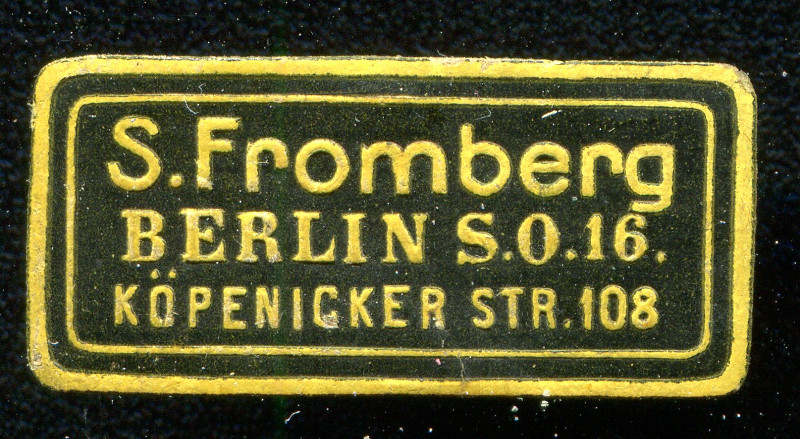 S. Fromberg
BERLIN S.O.16.
KÖPENICKER STR. 108